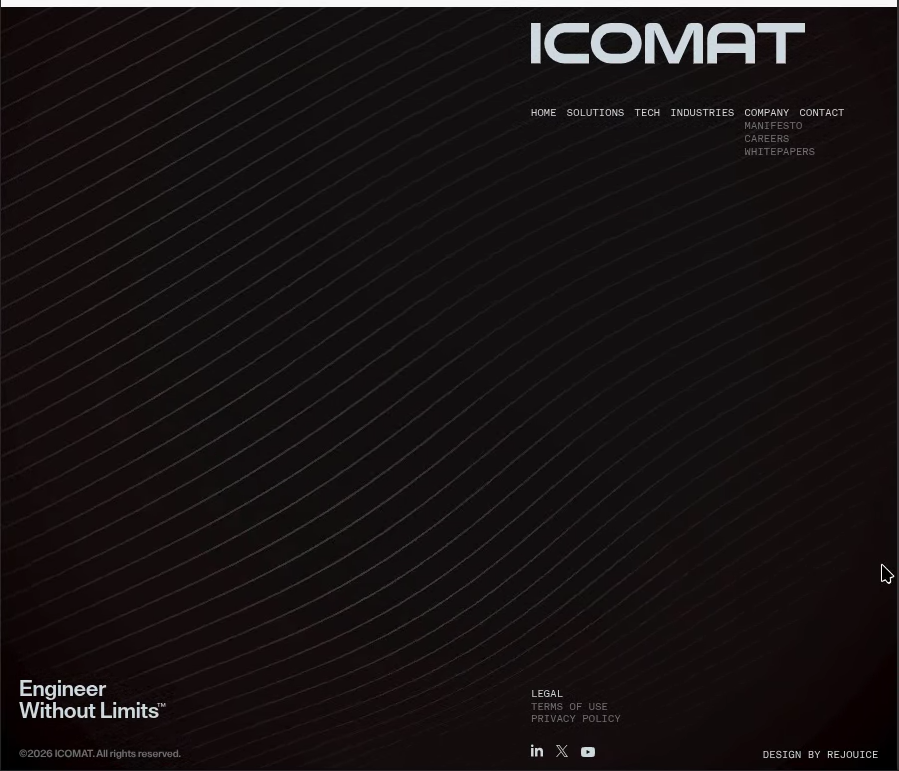 ICOMAT
HOME SOLUTIONS TECH INDUSTRIES COMPANY CONTACT
MANIFESTO
CAREERS
WHITEPAPERS
Engineer
Without Limits™
©2026 ICOMAT. All rights reserved.
LEGAL
TERMS OF USE
PRIVACY POLICY
in X
DESIGN BY REJOUICE